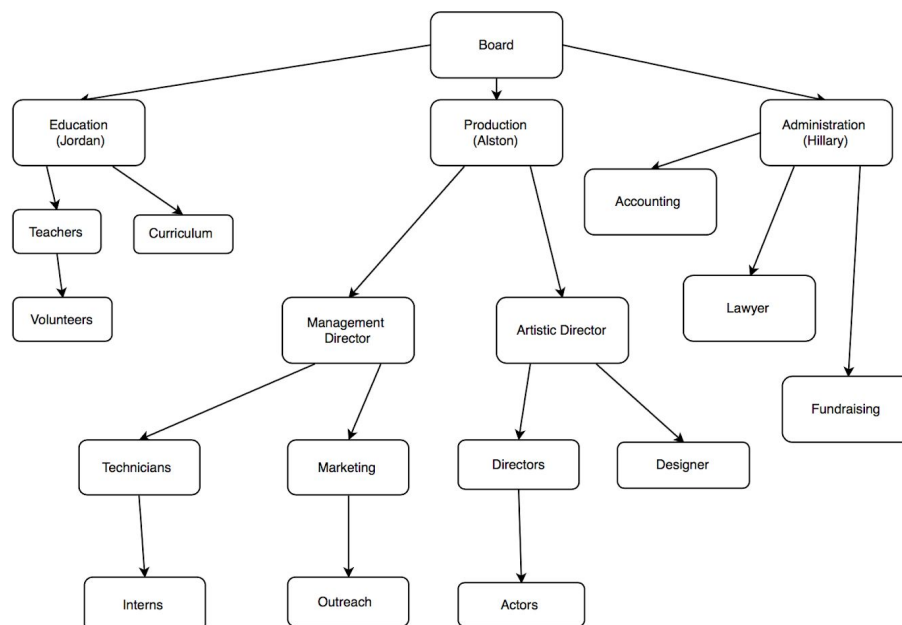 Board
Education
(Jordan)
Production
(Alston)
Administration
(Hillary)
Accounting
Teachers
Curriculum
Lawyer
Volunteers
Management
Director
Artistic Director
Fundraising
Technicians
Marketing
Directors
Designer
Interns
Outreach
Actors